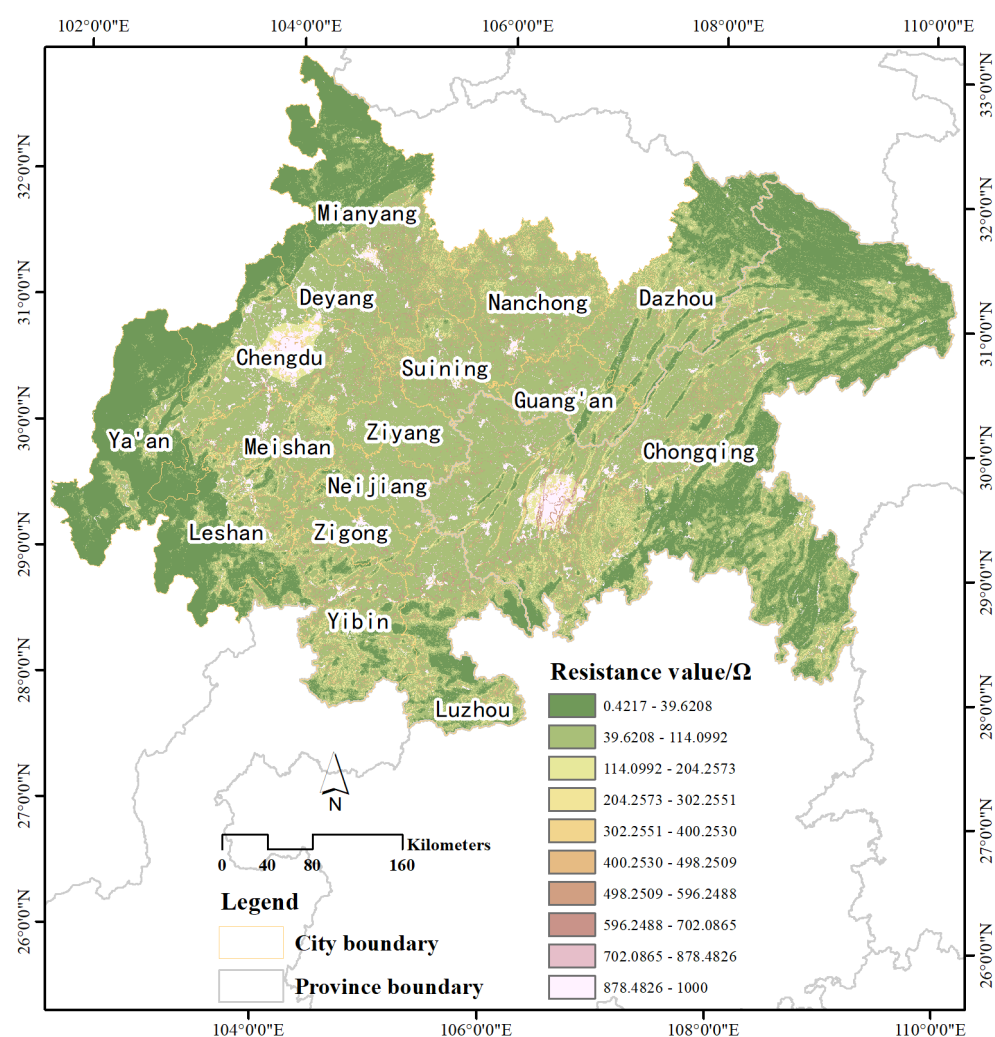 102°0'0"E 104°0'0"E 106°0'0"E 108°0'0"E 110°0'0"E
33°0'0"N
32°0'0"N
32°0'0"N
31°0'0"N
31°0'0"N
30°0'0"N
30°0'0"N
29°0'0"N
29°0'0"N
28°0'0"N
28°0'0"N
27°0'0"N
27°0'0"N
26°0'0"N
26°0'0"N
Mianyang
Deyang
Nanchong
Dazhou
Chengdu
Suining
Guang'an
Ya'an
Meishan
Ziyang
Chongqing
Neijiang
Leshan
Zigong
Yibin
Luzhou
Resistance value/Ω
0.4217 - 39.6208
39.6208 - 114.0992
114.0992 - 204.2573
204.2573 - 302.2551
302.2551 - 400.2530
400.2530 - 498.2509
498.2509 - 596.2488
596.2488 - 702.0865
702.0865 - 878.4826
878.4826 - 1000
N
Kilometers
0 40 80 160
Legend
City boundary
Province boundary
104°0'0"E 106°0'0"E 108°0'0"E 110°0'0"E